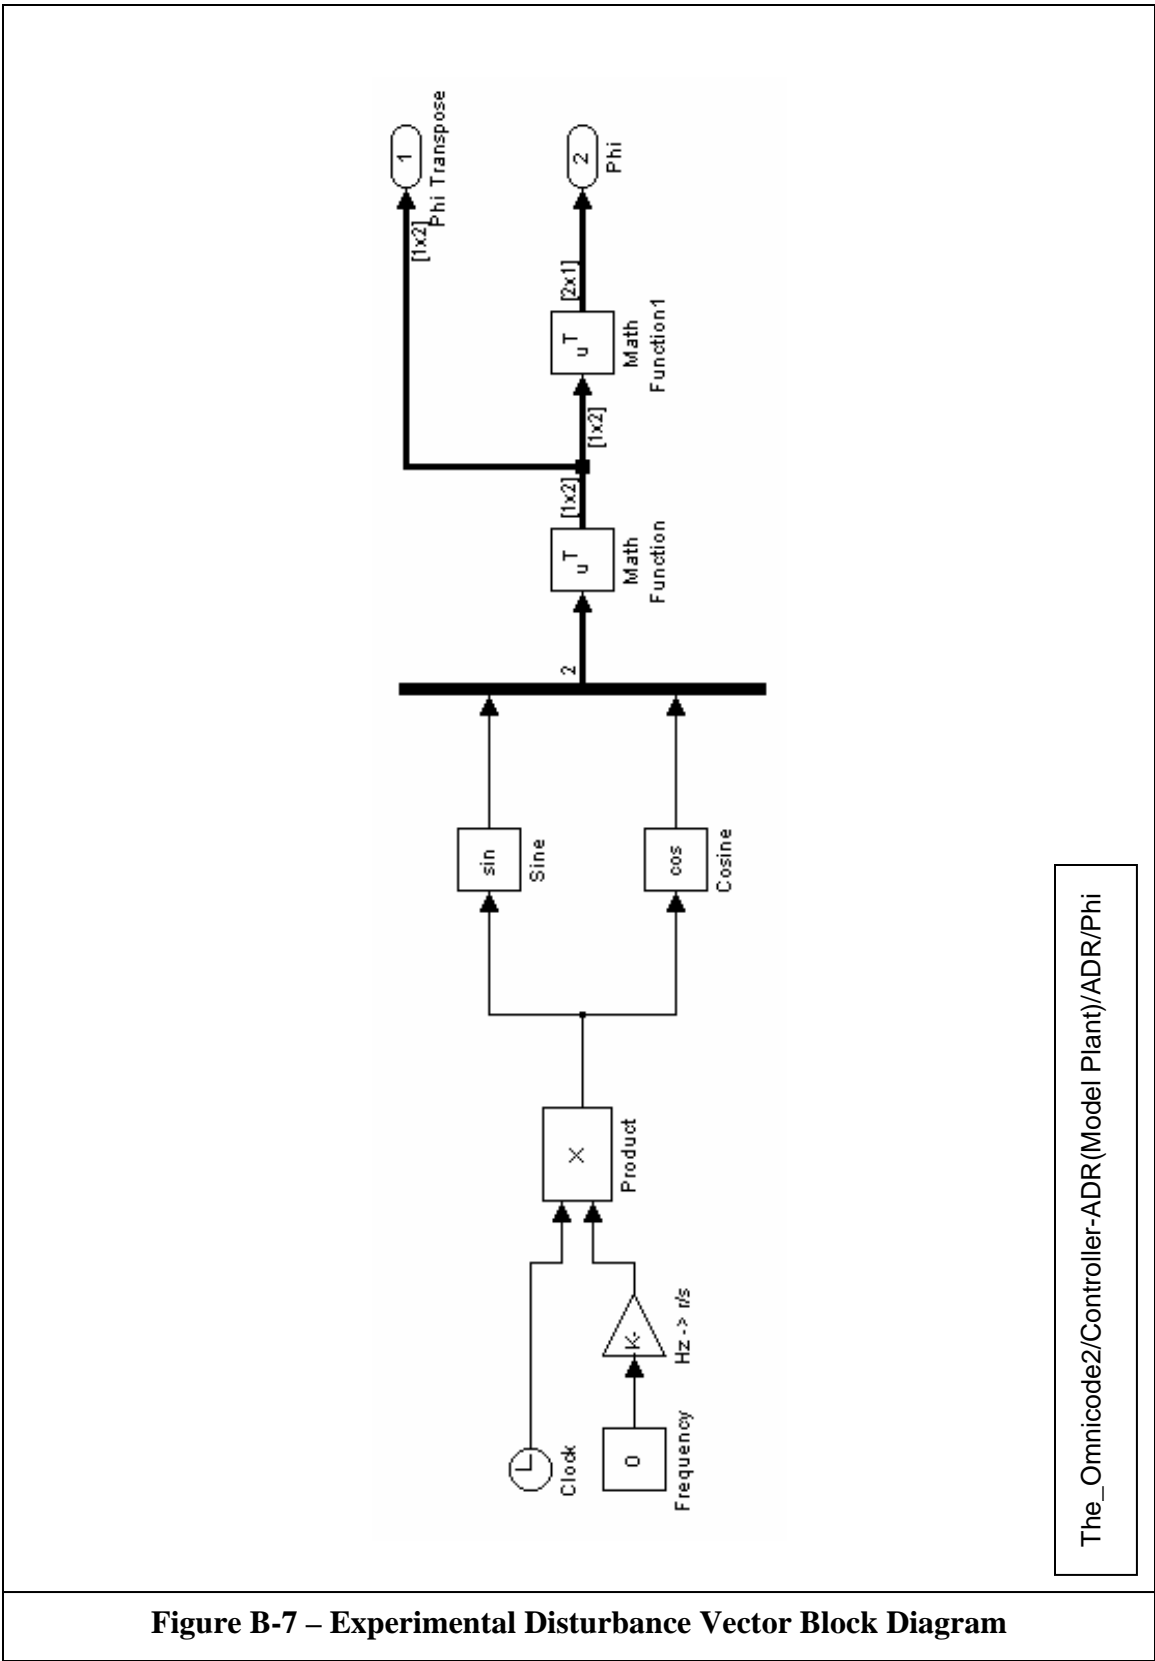 Clock
0
Frequency
K-
Hz -> r/s
X
Product
sin
Sine
cos
Cosine
2
u^T
Math
Function
[1x2]
[1x2]
[1x2]
u^T
Math
Function1
[2x1]
1
Phi Transpose
2
Phi
The_Omnicode2/Controller-ADR(Model Plant)/ADR/Phi
Figure B-7 – Experimental Disturbance Vector Block Diagram